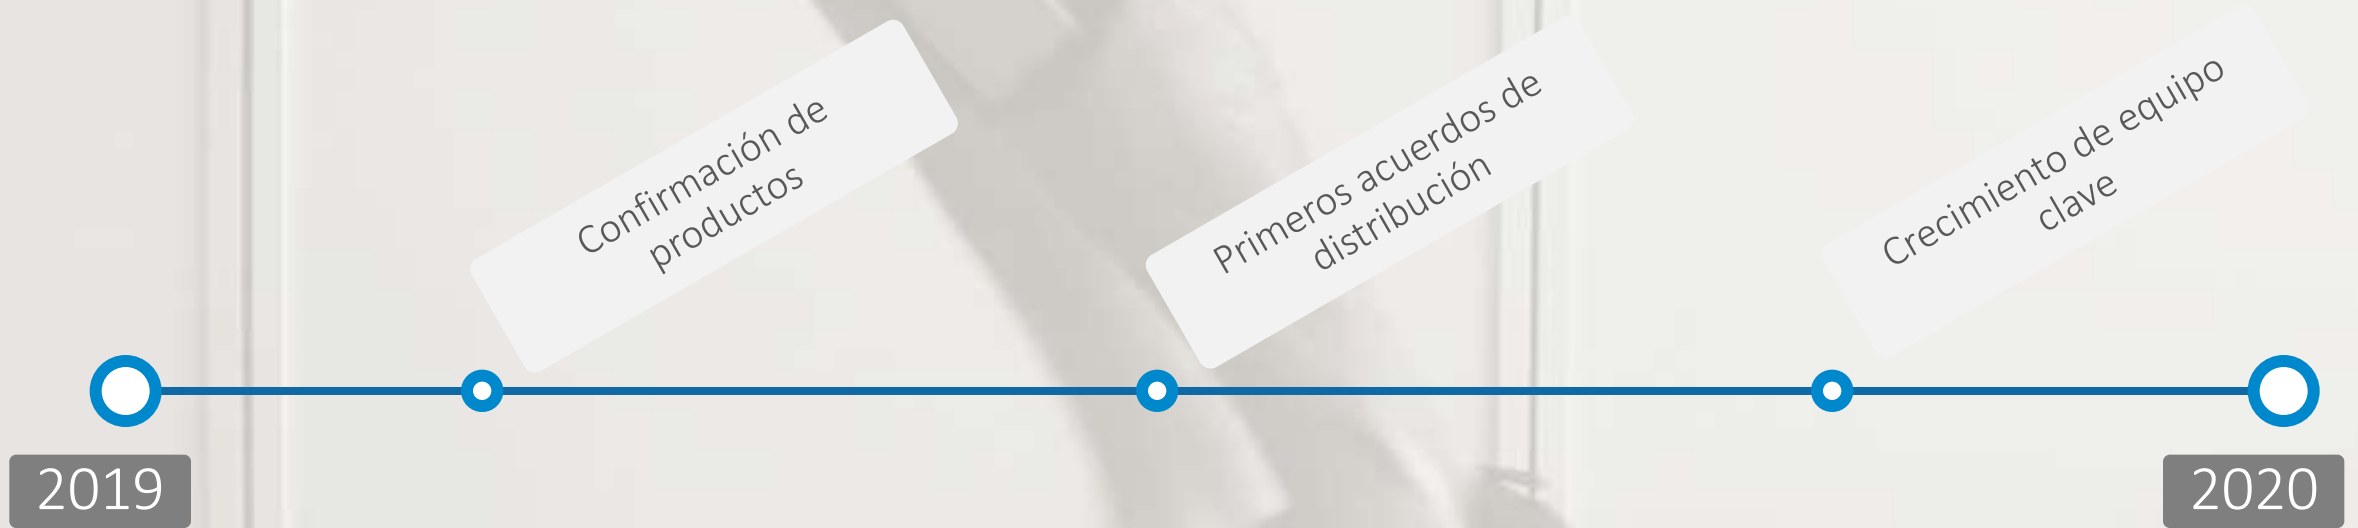 Confirmación de
productos
Primeros acuerdos de
distribución
Crecimiento de equipo
clave
2019
2020